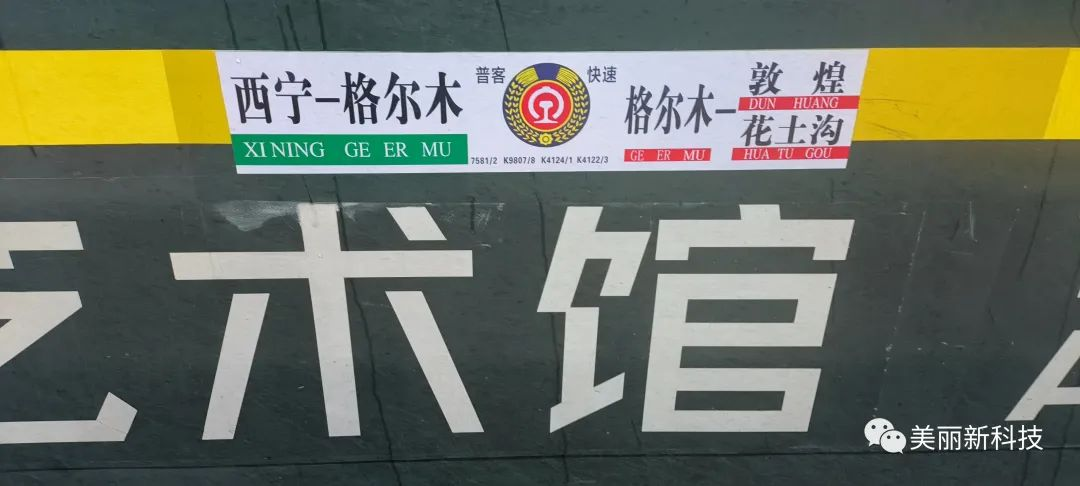 西宁-格尔木
XI NING GE ER MU
普客 快速
7581/2 K9807/8 K4124/1 K4122/3
格尔木-
GE ER MU
敦煌
DUN HUANG
花土沟
HUA TU GOU
艺术馆 A
美丽新科技